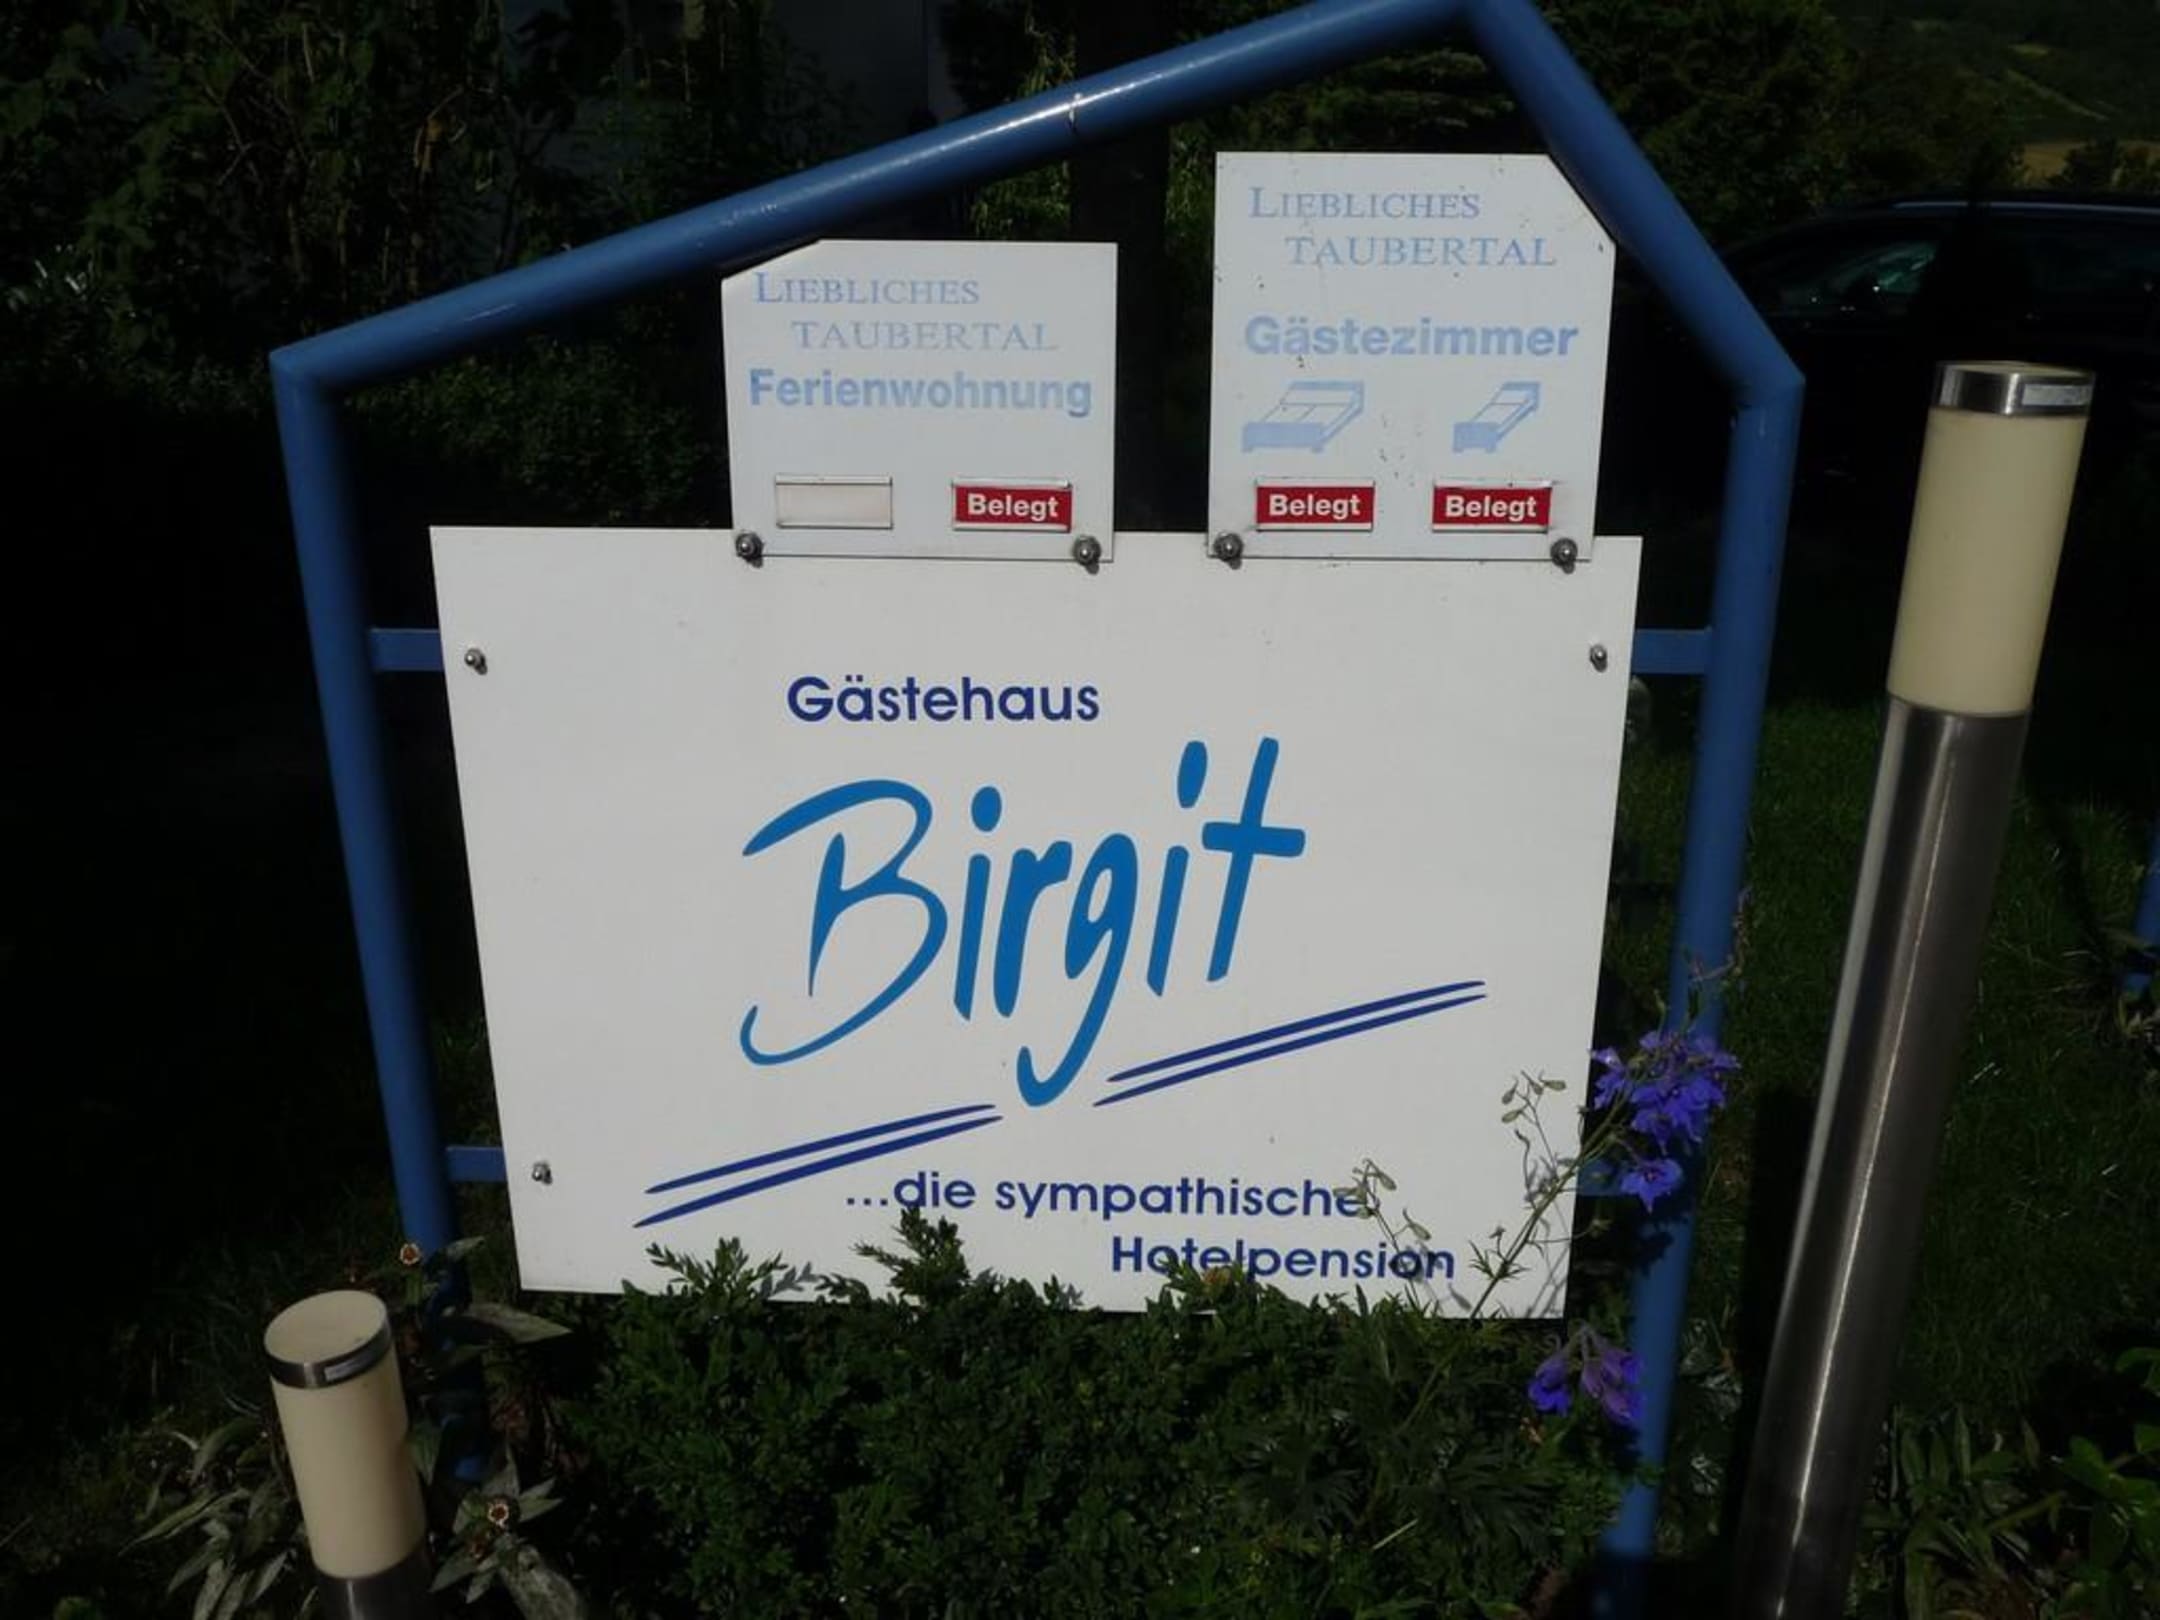 LIEBLICHES
TAUBERTAL
Ferienwohnung
Belegt
LIEBLICHES
TAUBERTAL
Gästezimmer
Belegt Belegt
Gästehaus
Birgit
...die sympathische
Hotelpension